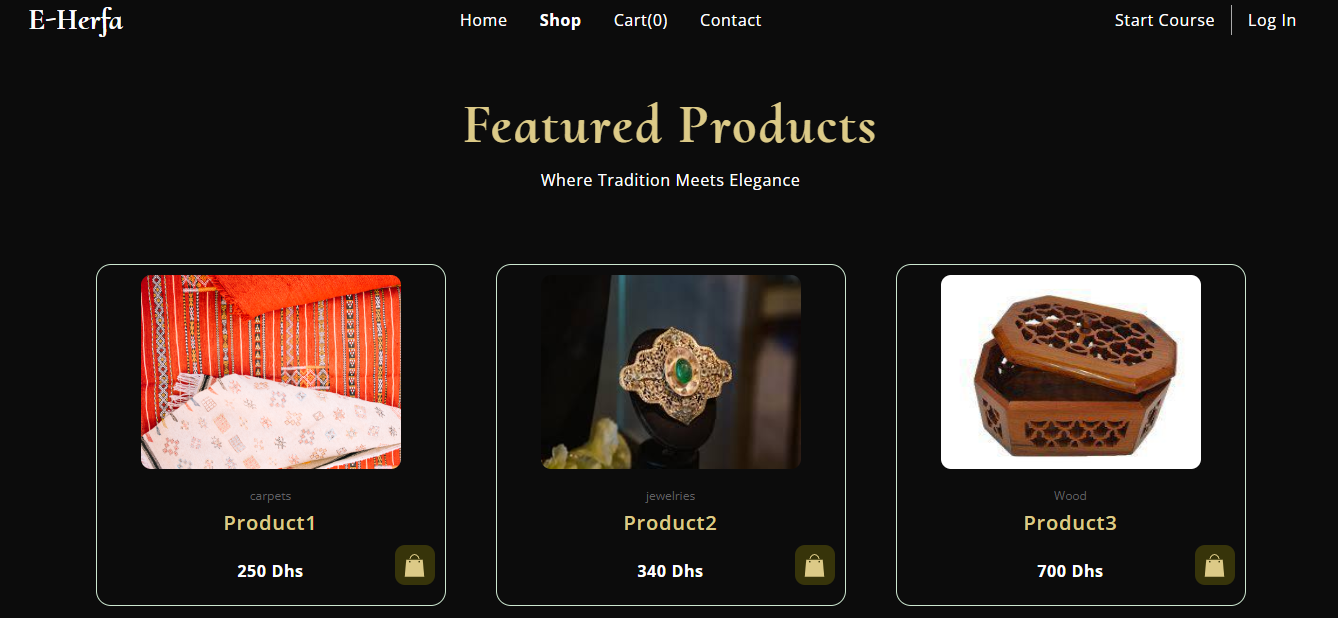 E-Herfa
Home Shop Cart(0) Contact
Start Course Log In
Featured Products
Where Tradition Meets Elegance
carpets
Product1
250 Dhs
jewelries
Product2
340 Dhs
Wood
Product3
700 Dhs